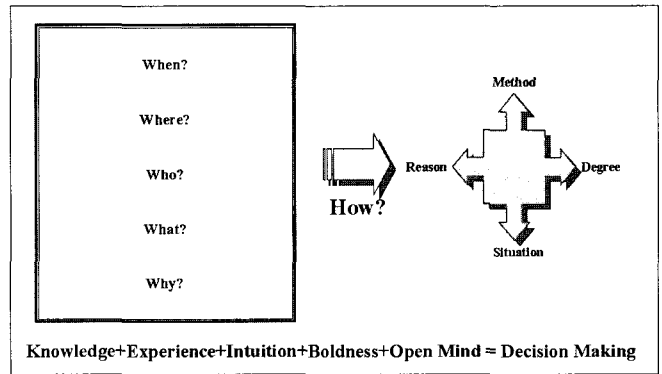 When?
Where?
Who?
What?
Why?
How?
Method
Reason
Degree
Situation
Knowledge+Experience+Intuition+Boldness+Open Mind = Decision Making